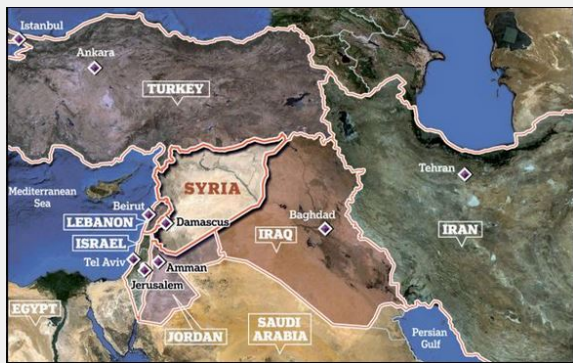 Istanbul
Ankara
TURKEY
Tehran
Mediterranean
Sea
SYRIA
Beirut
LEBANON
Damascus
ISRAEL
Baghdad
IRAQ
IRAN
Tel Aviv
Amman
Jerusalem
EGYPT
JORDAN
SAUDI
ARABIA
Persian
Gulf